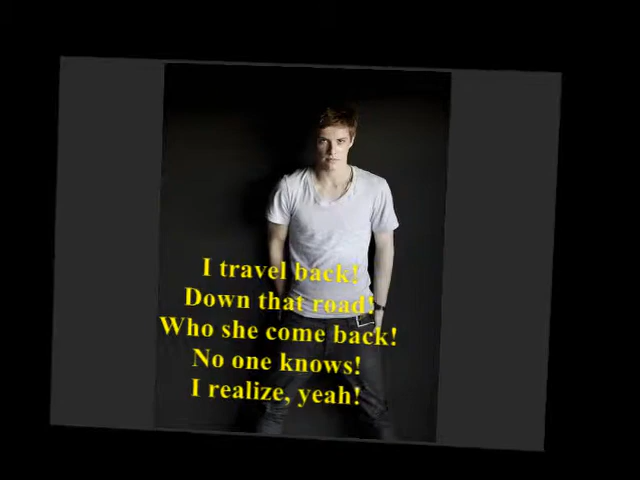 I travel back!
Down that road!
Who she come back!
No one knows!
I realize, yeah!